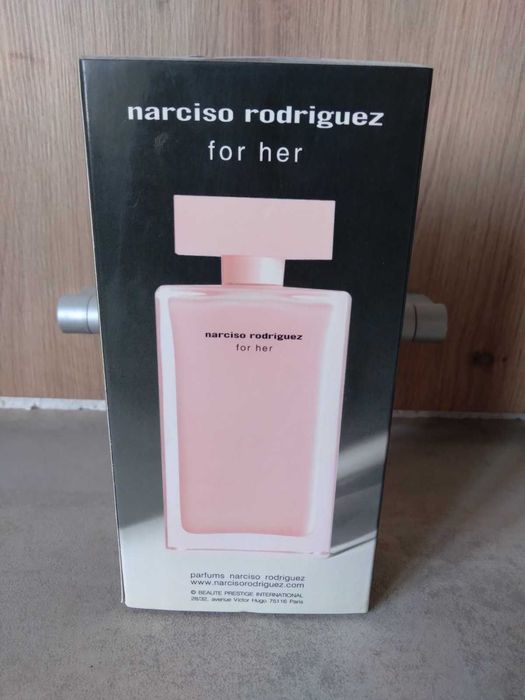 narciso rodriguez
for her
narciso rodriguez
for her
parfums narciso rodriguez
www.narcisorodriguez.com
© BEAUTE PRESTIGE INTERNATIONAL
28/32, avenue Victor Hugo 75116 Paris